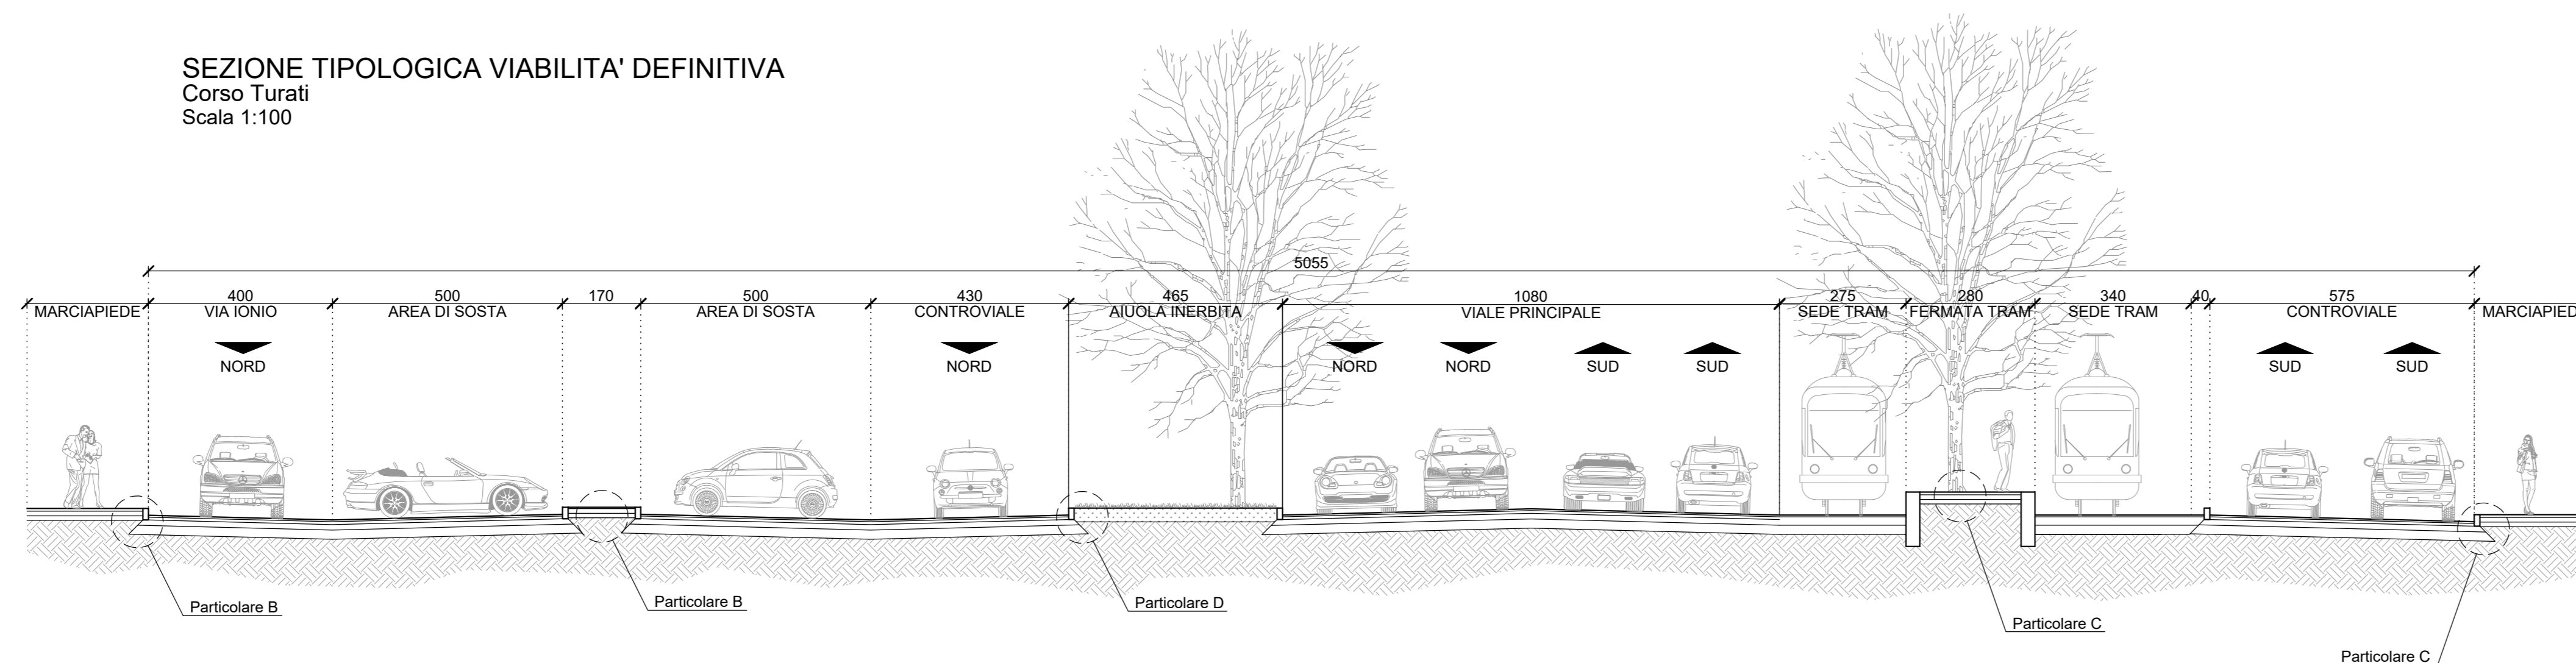 SEZIONE TIPOLOGICA VIABILITA' DEFINITIVA
Corso Turati
Scala 1:100
5055
400 500 170 500 430 465 1080 275 280 340 40 575
MARCIAPIEDE VIA IONIO AREA DI SOSTA AREA DI SOSTA CONTROVIALE AIUOLA INERBITA VIALE PRINCIPALE SEDE TRAM FERMATA TRAM SEDE TRAM CONTROVIALE MARCIAPIED
NORD NORD NORD NORD SUD SUD SUD SUD
Particolare B
Particolare B
Particolare D
Particolare C
Particolare C